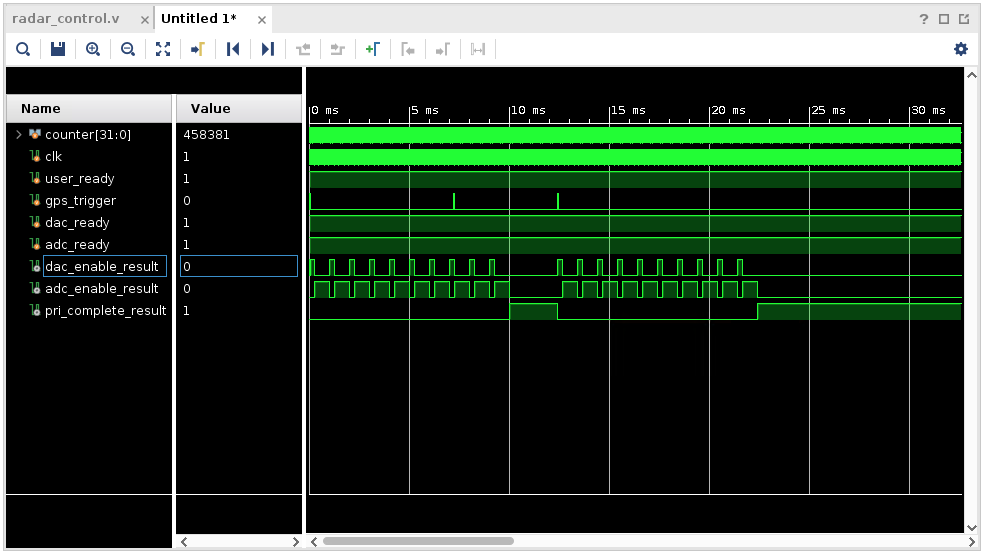 radar_control.v × Untitled 1* ×
?
Name Value
0 ms 5 ms 10 ms 15 ms 20 ms 25 ms 30 ms
counter[31:0] 458381
clk 1
user_ready 1
gps_trigger 0
dac_ready 1
adc_ready 1
dac_enable_result 0
adc_enable_result 0
pri_complete_result 1